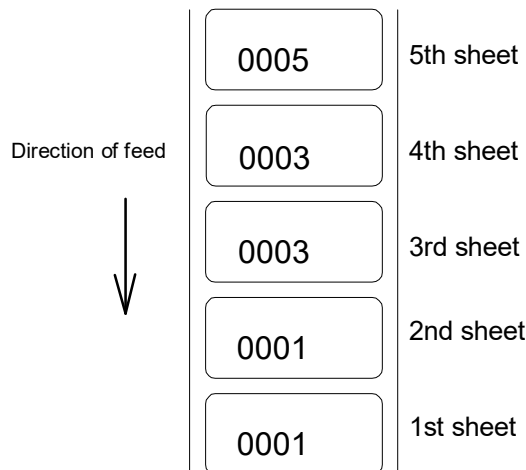 0005 5th sheet
Direction of feed 0003 4th sheet
0003 3rd sheet
0001 2nd sheet
0001 1st sheet